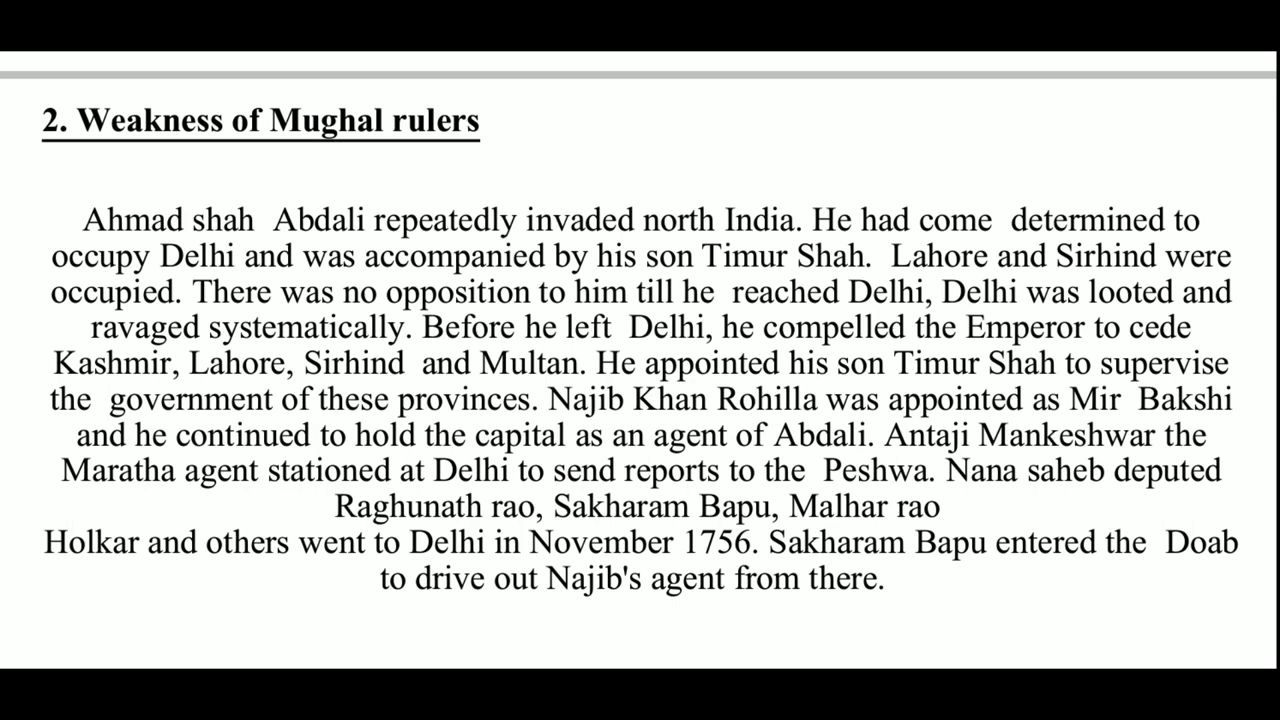 2. Weakness of Mughal rulers
Ahmad shah Abdali repeatedly invaded north India. He had come determined to
occupy Delhi and was accompanied by his son Timur Shah. Lahore and Sirhind were
occupied. There was no opposition to him till he reached Delhi, Delhi was looted and
ravaged systematically. Before he left Delhi, he compelled the Emperor to cede
Kashmir, Lahore, Sirhind and Multan. He appointed his son Timur Shah to supervise
the government of these provinces. Najib Khan Rohilla was appointed as Mir Bakshi
and he continued to hold the capital as an agent of Abdali. Antaji Mankeshwar the
Maratha agent stationed at Delhi to send reports to the Peshwa. Nana saheb deputed
Raghunath rao, Sakharam Bapu, Malhar rao
Holkar and others went to Delhi in November 1756. Sakharam Bapu entered the Doab
to drive out Najib's agent from there.